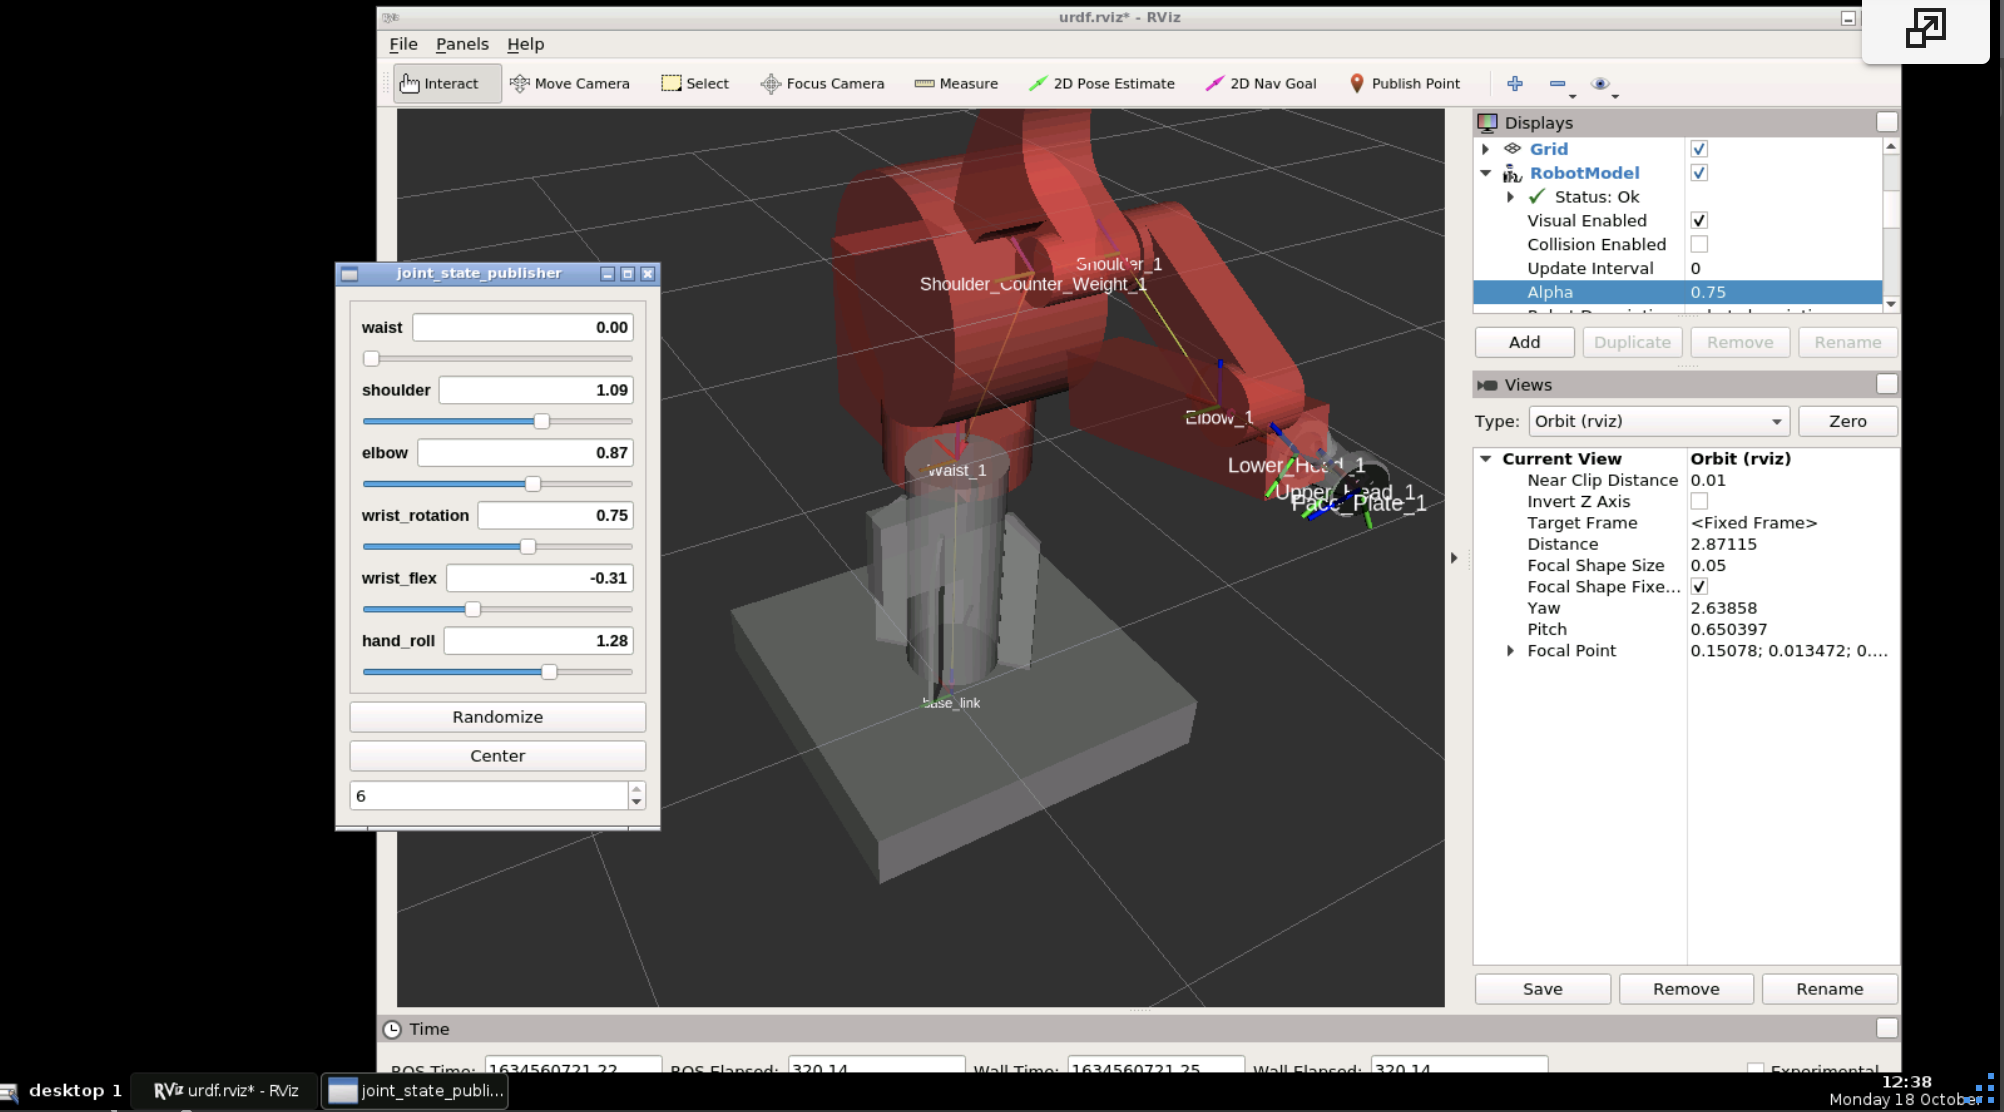 urdf.rviz* - RViz
File Panels Help
Interact Move Camera Select Focus Camera Measure 2D Pose Estimate 2D Nav Goal Publish Point
Shoulder_1
Shoulder_Counter_Weight_1
Elbow_1
Waist_1
Lower_Head_1
Upper_Head_1
Face_Plate_1
base_link
joint_state_publisher
waist 0.00
shoulder 1.09
elbow 0.87
wrist_rotation 0.75
wrist_flex -0.31
hand_roll 1.28
Randomize
Center
6
Displays
Grid
RobotModel
Status: Ok
Visual Enabled
Collision Enabled
Update Interval 0
Alpha 0.75
Add Duplicate Remove Rename
Views
Type: Orbit (rviz) Zero
Current View Orbit (rviz)
Near Clip Distance 0.01
Invert Z Axis
Target Frame <Fixed Frame>
Distance 2.87115
Focal Shape Size 0.05
Focal Shape Fixe...
Yaw 2.63858
Pitch 0.650397
Focal Point 0.15078; 0.013472; 0....
Save Remove Rename
Time
ROS Time: 1634560721.22 ROS Elapsed: 320.14 Wall Time: 1634560721.25 Wall Elapsed: 320.14 Experimental
desktop 1 RViz urdf.rviz* - RViz joint_state_publi...
12:38
Monday 18 October